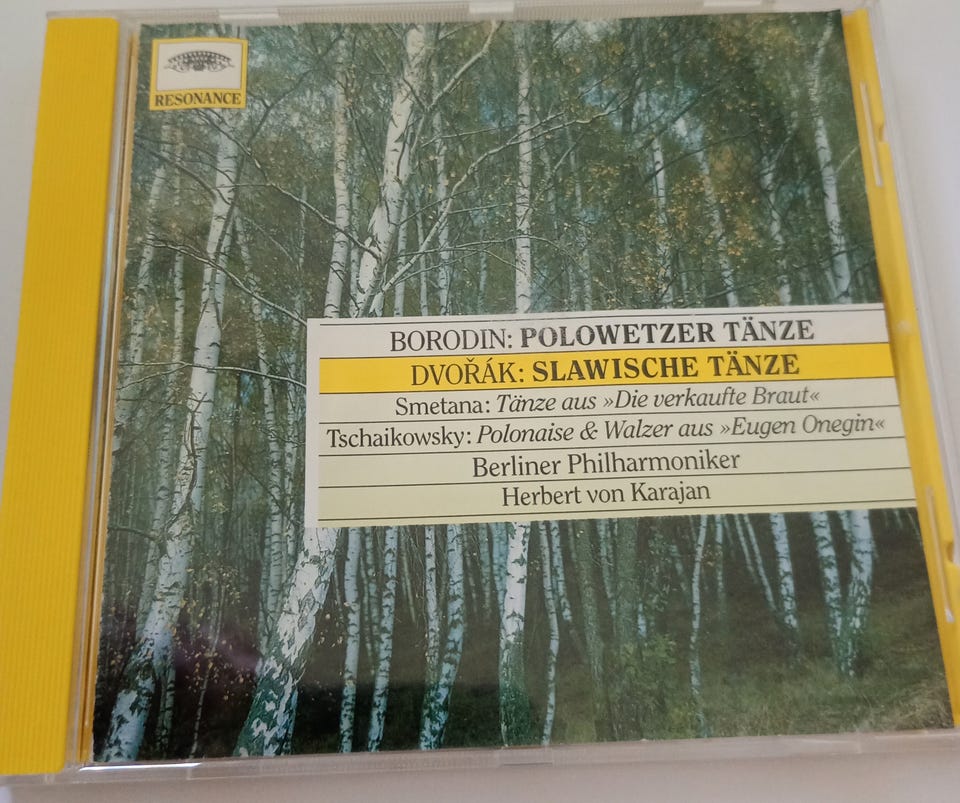 RESONANCE
BORODIN: POLOWETZER TÄNZE
DVOŘÁK: SLAWISCHE TÄNZE
Smetana: Tänze aus »Die verkaufte Braut«
Tschaikowsky: Polonaise & Walzer aus »Eugen Onegin«
Berliner Philharmoniker
Herbert von Karajan